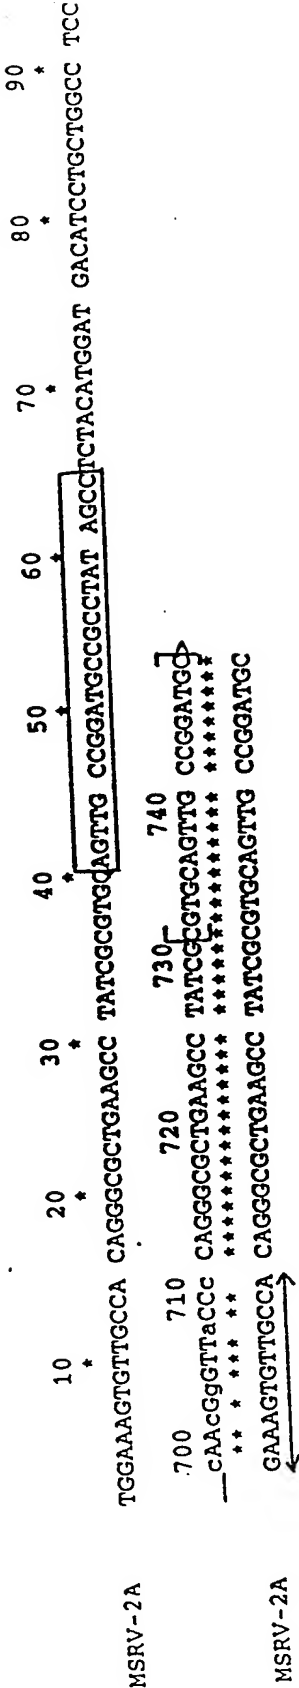 10 20 30 40 50 60 70 80 90
* * * * * * * * *
MSRV-2A TGGAAAGTGTTGCCA CAGGGCGCTGAAGCC TATCGCGTGCAGTTG CCGGATGCCGCCTAT AGCCTCTACATGGAT GACATCCTGCTGGCC TCC
700 710 720 730 740
cAAcGgGTTaCCc CAGGGCGCTGAAGCC TATCGCGTGCAGTTG CCGGATGC
** * *** ** *************** *************** ********
MSRV-2A GAAAGTGTTGCCA CAGGGCGCTGAAGCC TATCGCGTGCAGTTG CCGGATGC